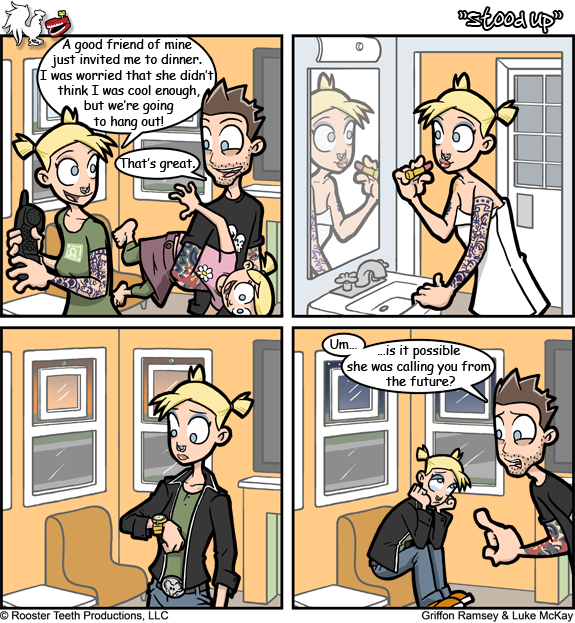 "Stood up"
A good friend of mine
just invited me to dinner.
I was worried that she didn't
think I was cool enough,
but we're going
to hang out!
That's great.
Um...
...is it possible
she was calling you from
the future?
© Rooster Teeth Productions, LLC
Griffon Ramsey & Luke McKay